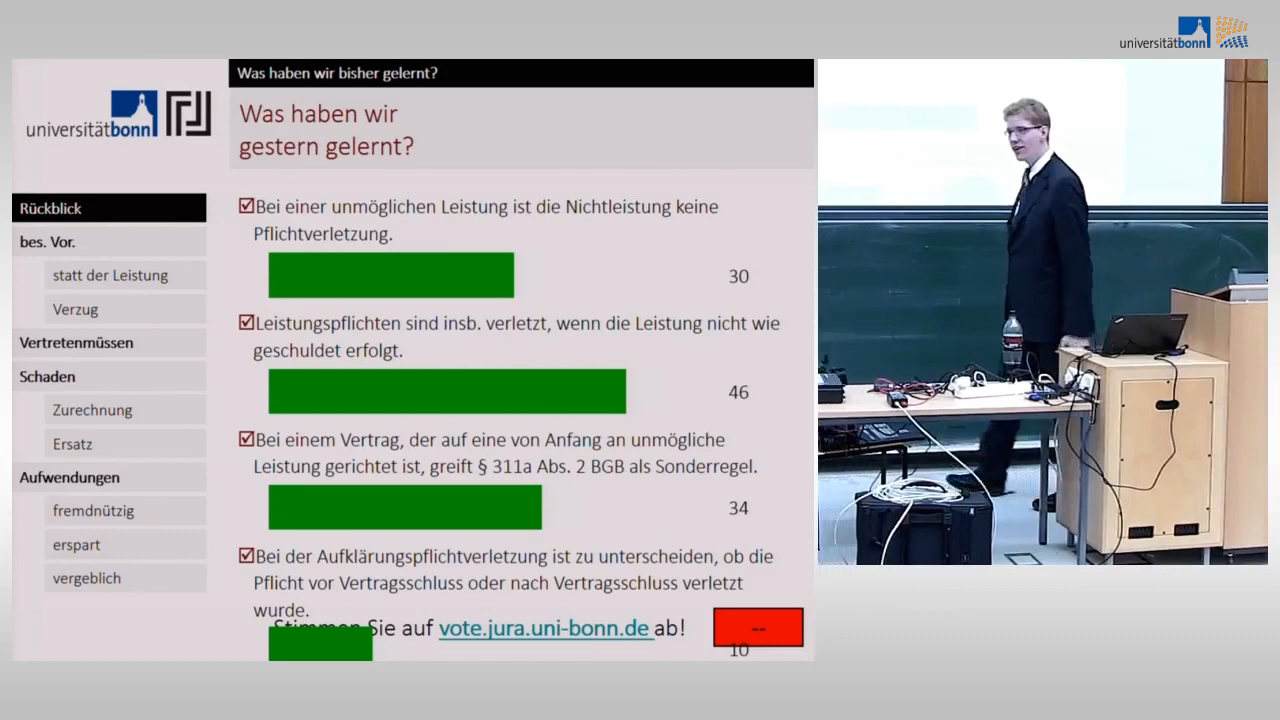 universitätbonn
Was haben wir bisher gelernt?
universitätbonn
Was haben wir
gestern gelernt?
Rückblick
bes. Vor.
statt der Leistung
Verzug
Vertretenmüssen
Schaden
Zurechnung
Ersatz
Aufwendungen
fremdnützig
erspart
vergeblich
Bei einer unmöglichen Leistung ist die Nichtleistung keine
Pflichtverletzung.
30
Leistungspflichten sind insb. verletzt, wenn die Leistung nicht wie
geschuldet erfolgt.
46
Bei einem Vertrag, der auf eine von Anfang an unmögliche
Leistung gerichtet ist, greift § 311a Abs. 2 BGB als Sonderregel.
34
Bei der Aufklärungspflichtverletzung ist zu unterscheiden, ob die
Pflicht vor Vertragsschluss oder nach Vertragsschluss verletzt
wurde.
Stimmen Sie auf vote.jura.uni-bonn.de ab!
--
10